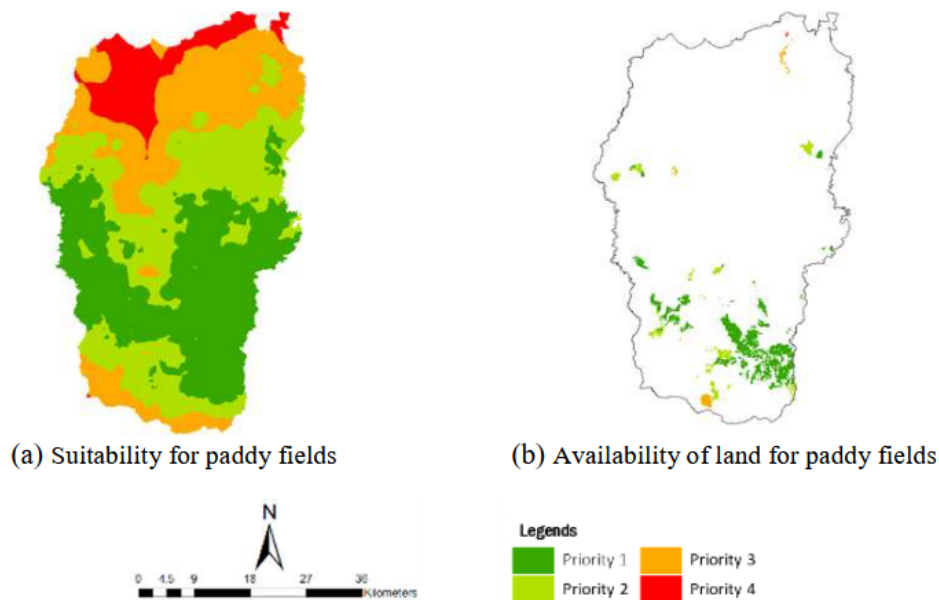 (a) Suitability for paddy fields
(b) Availability of land for paddy fields
N
0 4.5 9 18 27 36
Kilometers
Legends
Priority 1
Priority 3
Priority 2
Priority 4